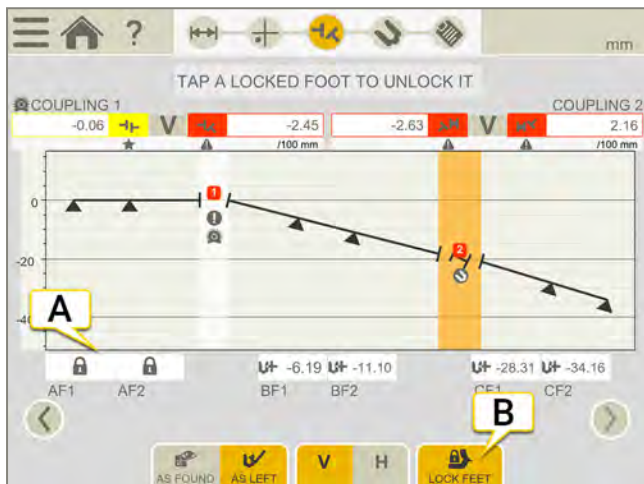 ?
mm
TAP A LOCKED FOOT TO UNLOCK IT
COUPLING 1 COUPLING 2
-0.06 V -2.45 -2.63 V 2.16
/100 mm /100 mm
0
1
2
-20
A
-40
-6.19 -11.10 -28.31 -34.16
AF1 AF2 BF1 BF2 CF1 CF2
B
AS FOUND AS LEFT V H LOCK FEET